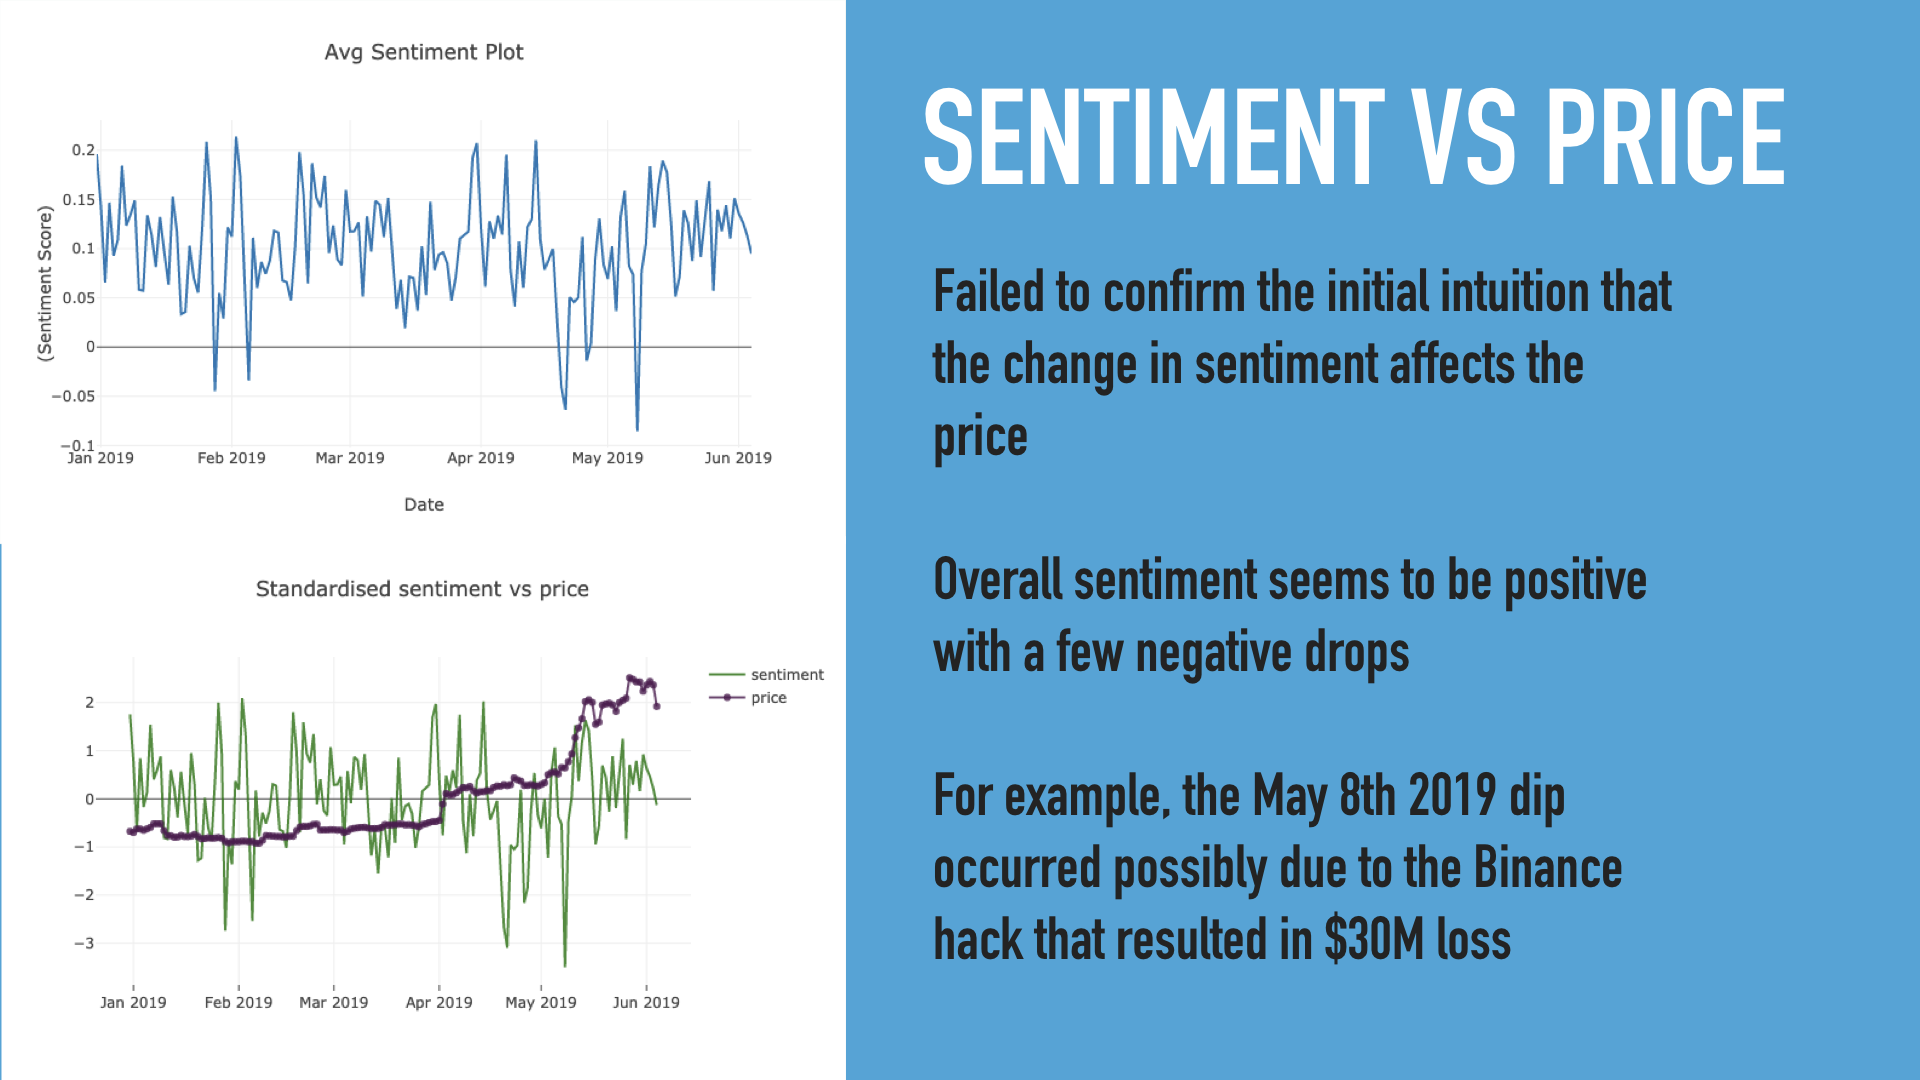 Avg Sentiment Plot
0.2
0.15
0.1
0.05
0
−0.05
−0.1
(Sentiment Score)
Jan 2019 Feb 2019 Mar 2019 Apr 2019 May 2019 Jun 2019
Date
Standardised sentiment vs price
sentiment
price
2
1
0
−1
−2
−3
Jan 2019 Feb 2019 Mar 2019 Apr 2019 May 2019 Jun 2019
SENTIMENT VS PRICE
Failed to confirm the initial intuition that
the change in sentiment affects the
price
Overall sentiment seems to be positive
with a few negative drops
For example, the May 8th 2019 dip
occurred possibly due to the Binance
hack that resulted in $30M loss